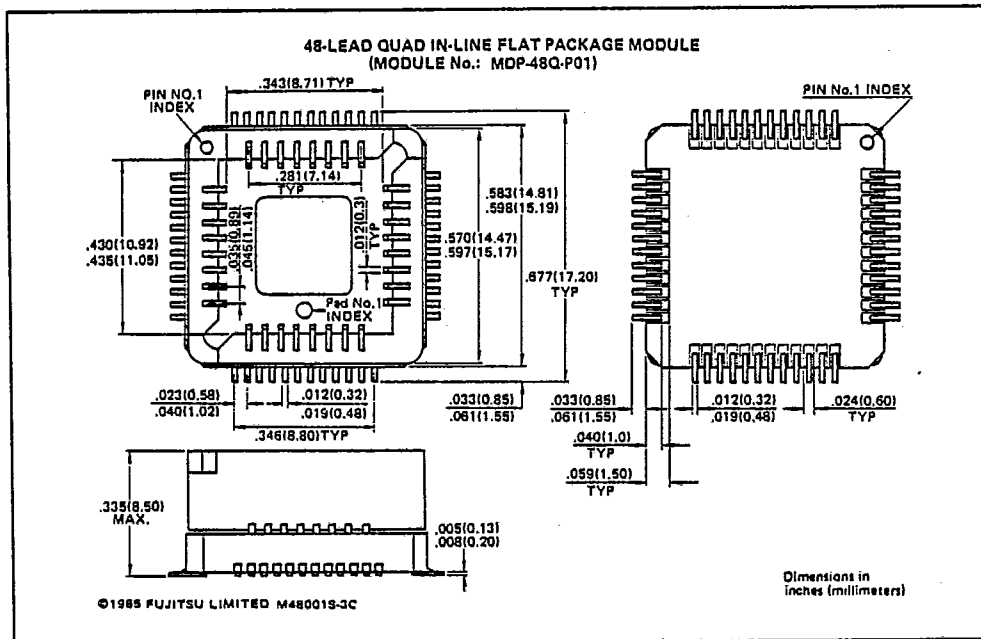 48-LEAD QUAD IN-LINE FLAT PACKAGE MODULE
(MODULE No.: MDP-48Q-P01)
.343(8.71) TYP
PIN NO.1
INDEX
PIN No.1 INDEX
.281(7.14)
TYP
.583(14.81)
.598(15.19)
.035(0.89)
.045(1.14)
.012(0.3)
TYP
.430(10.92)
.435(11.05)
.570(14.47)
.597(15.17)
.677(17.20)
TYP
Pad No.1
INDEX
.023(0.58)
.040(1.02)
.012(0.32)
.019(0.48)
.033(0.85)
.061(1.55)
.346(8.80)TYP
.033(0.85)
.061(1.55)
.012(0.32)
.019(0.48)
.024(0.60)
TYP
.040(1.0)
TYP
.059(1.50)
TYP
.335(8.50)
MAX.
.005(0.13)
.008(0.20)
Dimensions in
inches (millimeters)
©1985 FUJITSU LIMITED M48001S-3C